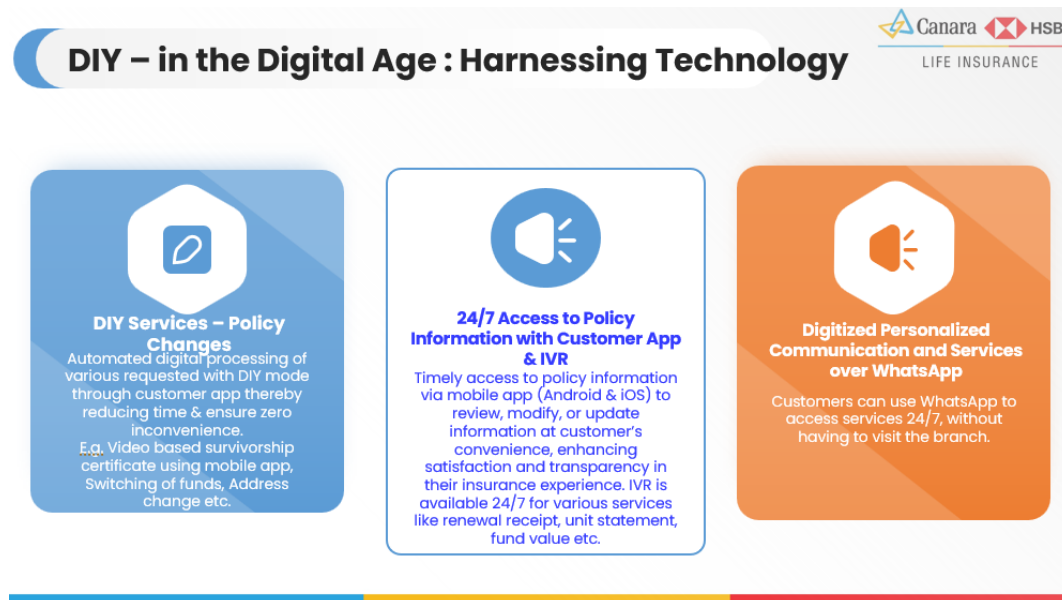 DIY – in the Digital Age : Harnessing Technology
Canara HSB
LIFE INSURANCE
DIY Services – Policy
Changes
Automated digital processing of
various requested with DIY mode
through customer app thereby
reducing time & ensure zero
inconvenience.
E.g. Video based survivorship
certificate using mobile app,
Switching of funds, Address
change etc.
24/7 Access to Policy
Information with Customer App
& IVR
Timely access to policy information
via mobile app (Android & iOS) to
review, modify, or update
information at customer’s
convenience, enhancing
satisfaction and transparency in
their insurance experience. IVR is
available 24/7 for various services
like renewal receipt, unit statement,
fund value etc.
Digitized Personalized
Communication and Services
over WhatsApp
Customers can use WhatsApp to
access services 24/7, without
having to visit the branch.